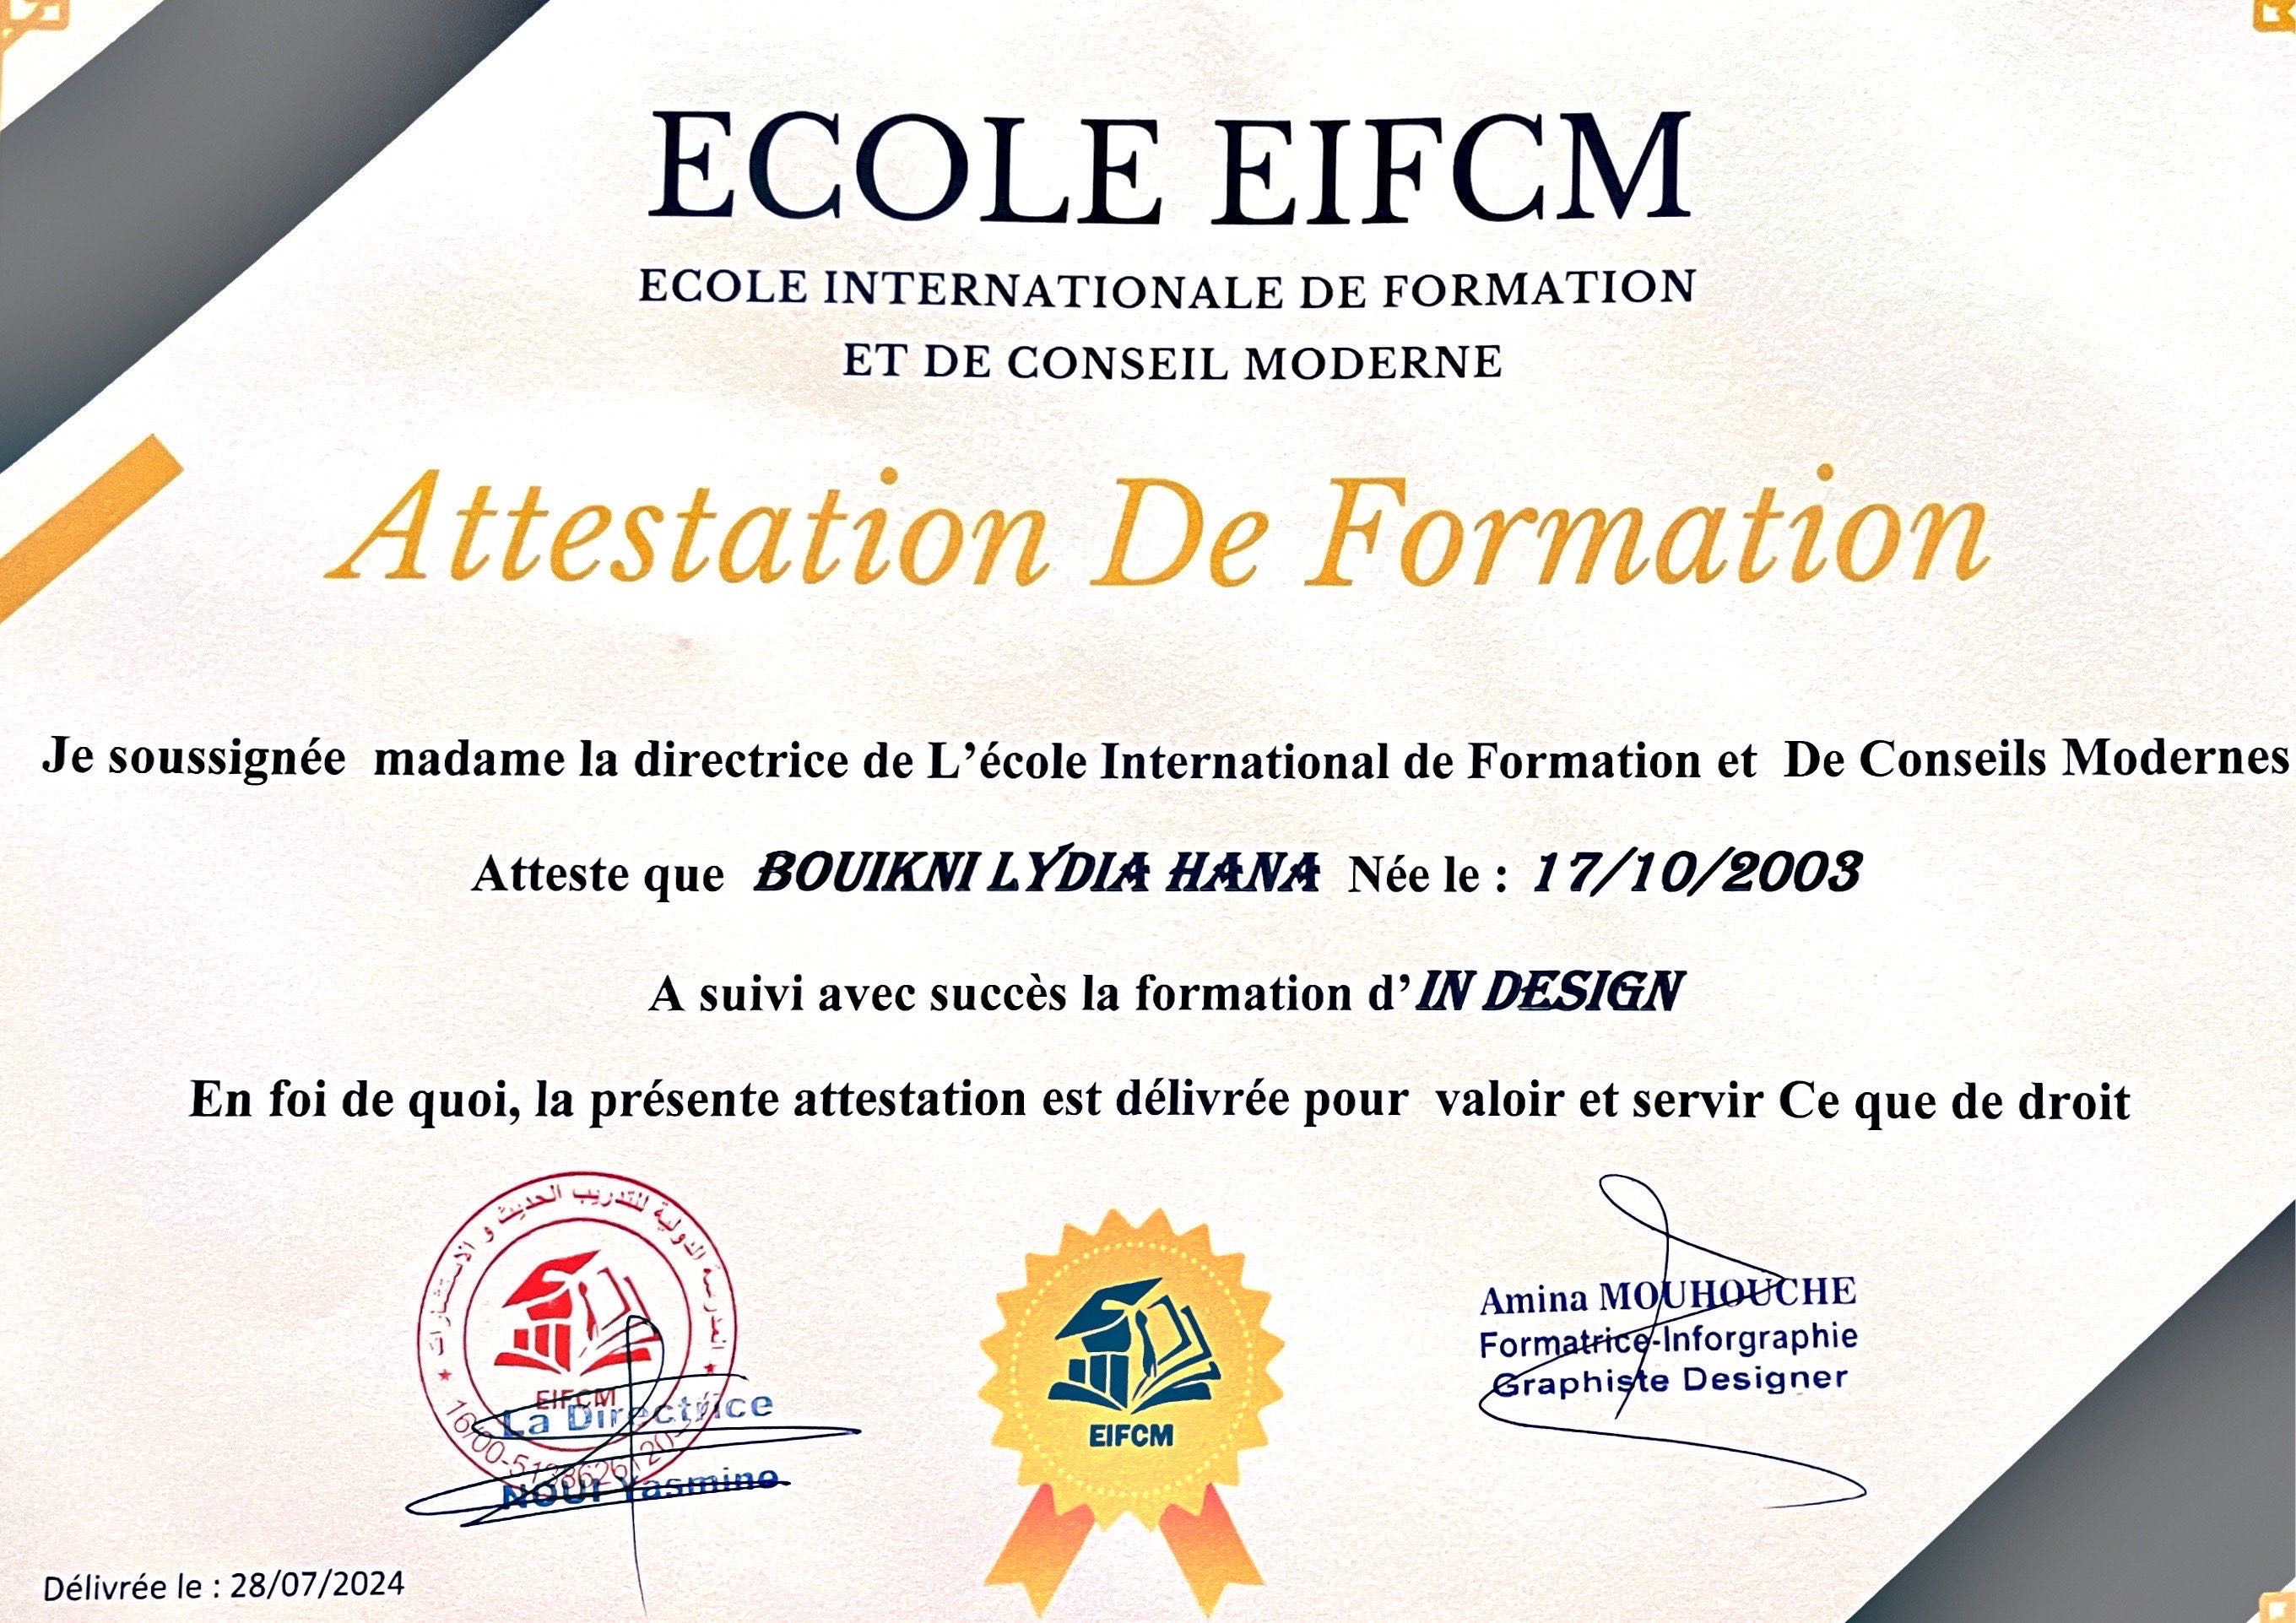 ECOLE EIFCM
ECOLE INTERNATIONALE DE FORMATION
ET DE CONSEIL MODERNE
Attestation De Formation
Je soussignée madame la directrice de L’école International de Formation et De Conseils Modernes
Atteste que BOUIKNI LYDIA HANA Née le : 17/10/2003
A suivi avec succès la formation d’IN DESIGN
En foi de quoi, la présente attestation est délivrée pour valoir et servir Ce que de droit
المدرسة الدولية للتدريب الحديث و الاستشارات
EIFCM
La Directrice
NOUI Yasmine
EIFCM
Amina MOUHOUCHE
Formatrice-Inforgraphie
Graphiste Designer
Délivrée le : 28/07/2024